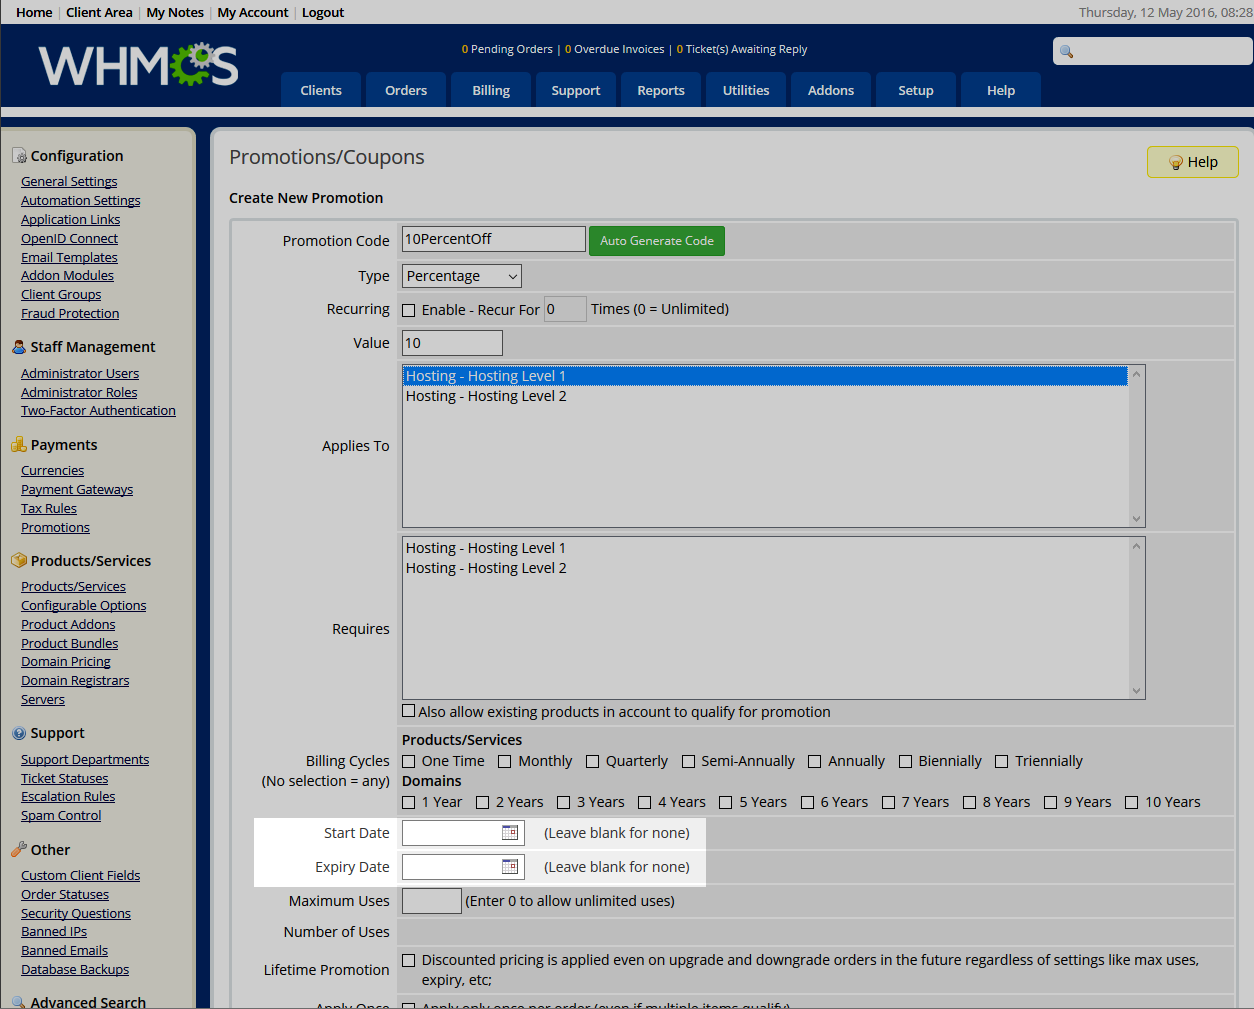 Home | Client Area | My Notes | My Account | Logout
Thursday, 12 May 2016, 08:28
WHMCS
0 Pending Orders | 0 Overdue Invoices | 0 Ticket(s) Awaiting Reply
Clients Orders Billing Support Reports Utilities Addons Setup Help
Configuration
General Settings
Automation Settings
Application Links
OpenID Connect
Email Templates
Addon Modules
Client Groups
Fraud Protection
Staff Management
Administrator Users
Administrator Roles
Two-Factor Authentication
Payments
Currencies
Payment Gateways
Tax Rules
Promotions
Products/Services
Products/Services
Configurable Options
Product Addons
Product Bundles
Domain Pricing
Domain Registrars
Servers
Support
Support Departments
Ticket Statuses
Escalation Rules
Spam Control
Other
Custom Client Fields
Order Statuses
Security Questions
Banned IPs
Banned Emails
Database Backups
Advanced Search
Promotions/Coupons
Help
Create New Promotion
Promotion Code 10PercentOff Auto Generate Code
Type Percentage
Recurring Enable - Recur For 0 Times (0 = Unlimited)
Value 10
Applies To
Hosting - Hosting Level 1
Hosting - Hosting Level 2
Requires
Hosting - Hosting Level 1
Hosting - Hosting Level 2
Also allow existing products in account to qualify for promotion
Billing Cycles
(No selection = any)
Products/Services
One Time Monthly Quarterly Semi-Annually Annually Biennially Triennially
Domains
1 Year 2 Years 3 Years 4 Years 5 Years 6 Years 7 Years 8 Years 9 Years 10 Years
Start Date (Leave blank for none)
Expiry Date (Leave blank for none)
Maximum Uses (Enter 0 to allow unlimited uses)
Number of Uses
Lifetime Promotion Discounted pricing is applied even on upgrade and downgrade orders in the future regardless of settings like max uses,
expiry, etc;
Apply Once Apply only once per order (even if multiple items qualify)